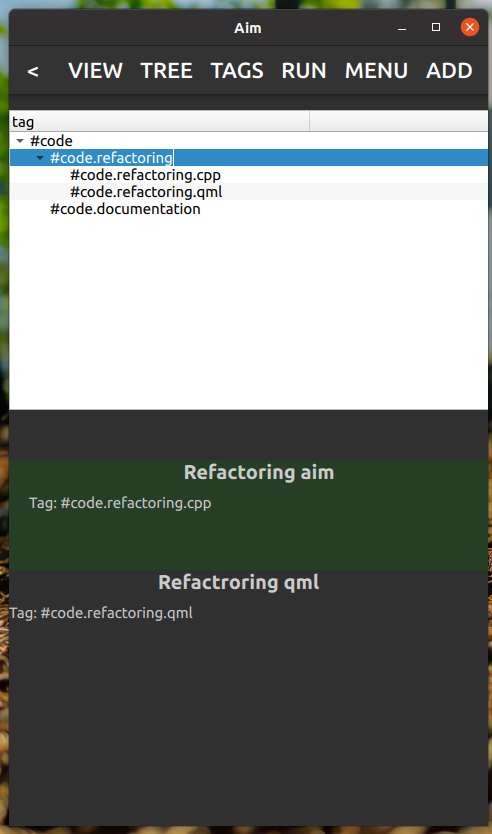 Aim
< VIEW TREE TAGS RUN MENU ADD
tag
#code
#code.refactoring
#code.refactoring.cpp
#code.refactoring.qml
#code.documentation
Refactoring aim
Tag: #code.refactoring.cpp
Refactroring qml
Tag: #code.refactoring.qml